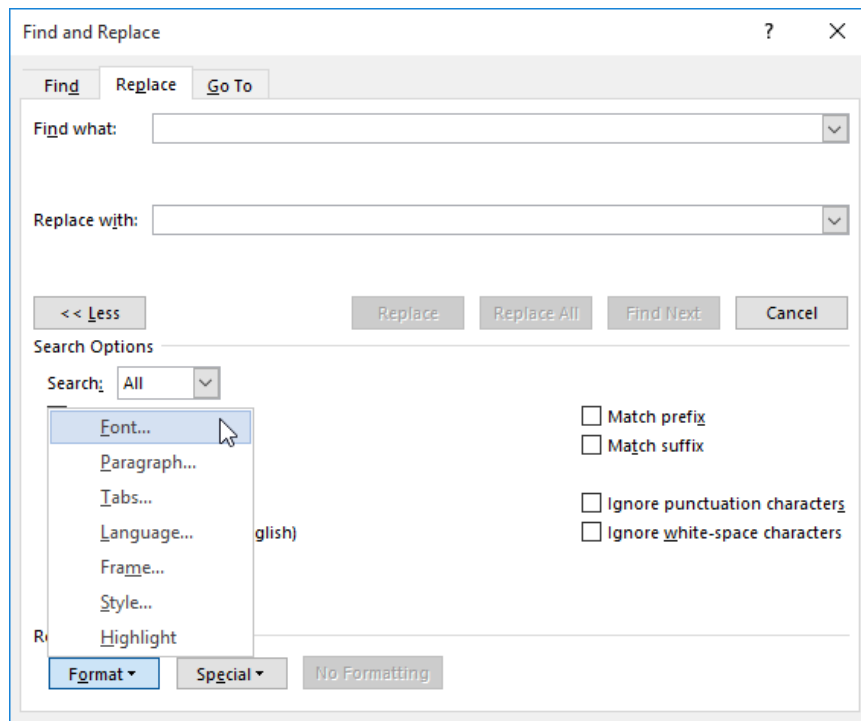 Find and Replace ?
Find Replace Go To
Find what:
Replace with:
<< Less Replace Replace All Find Next Cancel
Search Options
Search: All
Font...
Paragraph...
Tabs...
Language...
Frame...
Style...
Highlight
Match prefix
Match suffix
glish)
Ignore punctuation characters
Ignore white-space characters
Format Special No Formatting